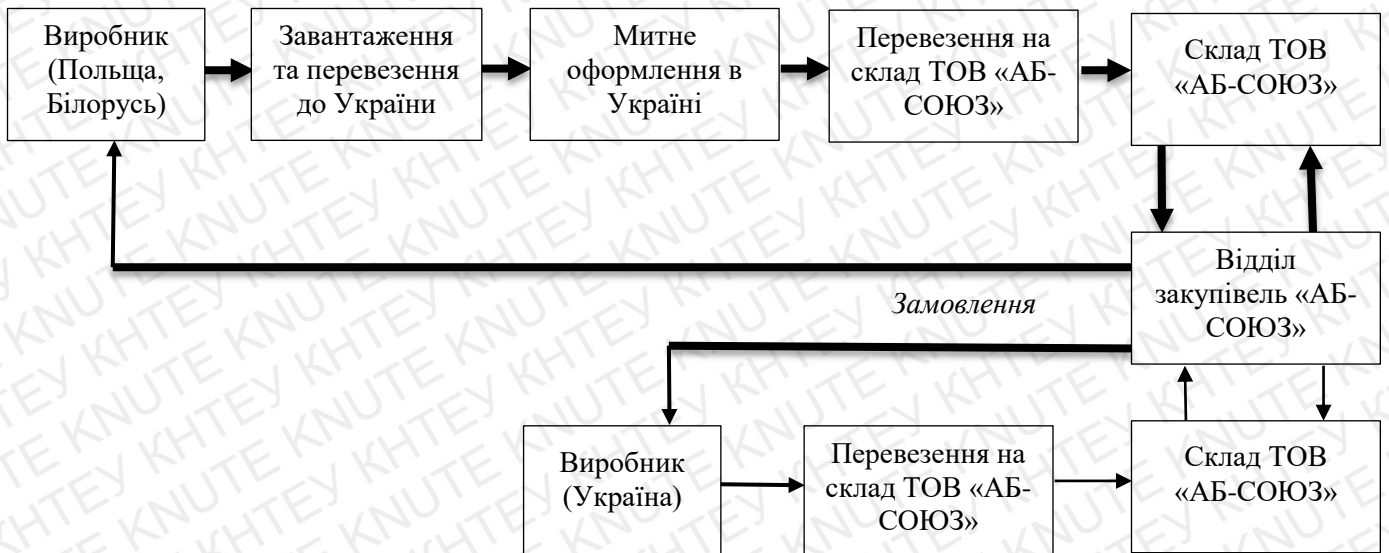 Виробник
(Польща,
Білорусь)
Завантаження
та перевезення
до України
Митне
оформлення в
Україні
Перевезення на
склад ТОВ «АБ-
СОЮЗ»
Склад ТОВ
«АБ-СОЮЗ»
Відділ
закупівель «АБ-
СОЮЗ»
Замовлення
Виробник
(Україна)
Перевезення на
склад ТОВ «АБ-
СОЮЗ»
Склад ТОВ
«АБ-СОЮЗ»